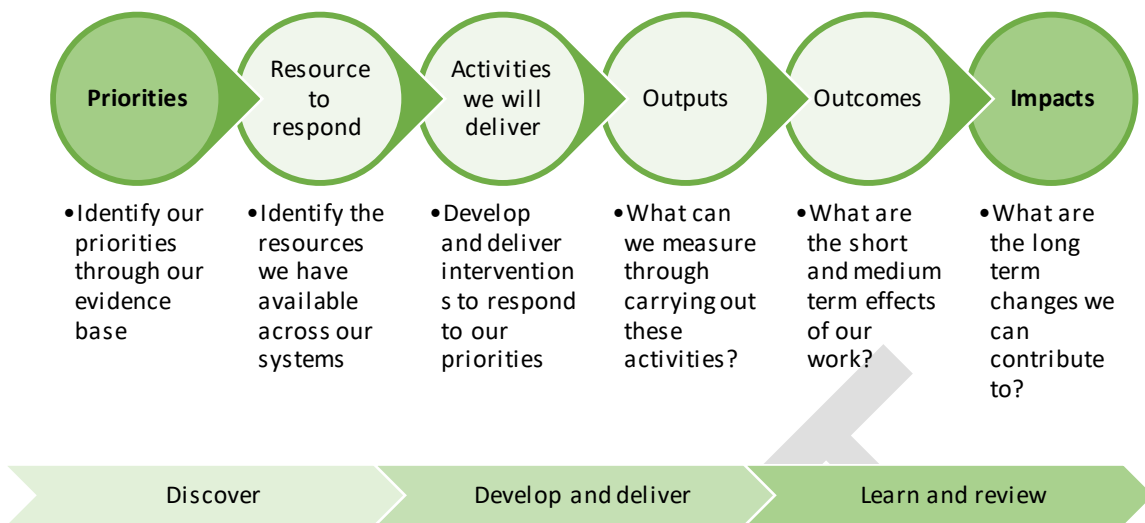 Priorities
Resource
to
respond
Activities
we will
deliver
Outputs
Outcomes
Impacts
•Identify our
priorities
through our
evidence
base
•Identify the
resources
we have
available
across our
systems
•Develop
and deliver
intervention
s to respond
to our
priorities
•What can
we measure
through
carrying out
these
activities?
•What are
the short
and medium
term effects
of our
work?
•What are
the long
term
changes we
can
contribute
to?
Discover
Develop and deliver
Learn and review